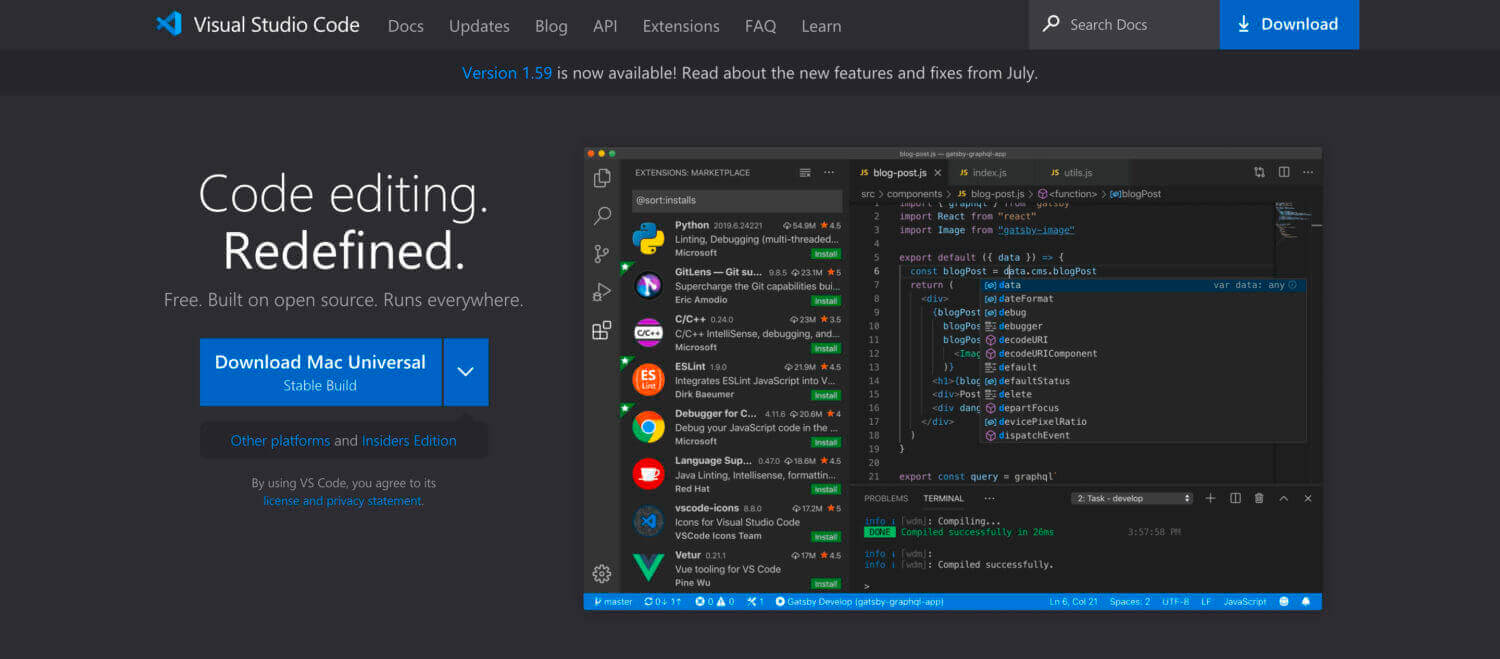 Visual Studio Code Docs Updates Blog API Extensions FAQ Learn Search Docs Download
Version 1.59 is now available! Read about the new features and fixes from July.
Code editing.
Redefined.
Free. Built on open source. Runs everywhere.
Download Mac Universal
Stable Build
Other platforms and Insiders Edition
By using VS Code, you agree to its
license and privacy statement.
blog-post.js — gatsby-graphql-app
EXTENSIONS: MARKETPLACE
@sort:installs
Python 2019.6.24221 54.9M ★4.5
Linting, Debugging (multi-threaded...
Microsoft Install
GitLens — Git su... 9.8.5 23.1M ★5
Supercharge the Git capabilities bui...
Eric Amodio Install
C/C++ 0.24.0 23M ★3.5
C/C++
C/C++ IntelliSense, debugging, and...
Microsoft Install
ESLint 1.9.0 21.9M ★4.5
ES
Lint
Integrates ESLint JavaScript into V...
Dirk Baeumer Install
Debugger for C... 4.11.6 20.6M ★4
Debug your JavaScript code in the ...
Microsoft Install
Language Sup... 0.47.0 18.6M ★4.5
Java Linting, Intellisense, formattin...
Red Hat Install
vscode-icons 8.8.0 17.2M ★5
Icons for Visual Studio Code
VSCode Icons Team Install
Vetur 0.21.1 17M ★4.5
Vue tooling for VS Code
Pine Wu Install
JS blog-post.js × JS index.js JS utils.js
src > components > JS blog-post.js > <function> > blogPost
1 import { graphql } from "gatsby"
2 import React from "react"
3 import Image from "gatsby-image"
4
5 export default ({ data }) => {
6 const blogPost = data.cms.blogPost
7 return (
8 <div>
9 {blogPost
10 blogPos
11 blogPos
12 <Imag
13 )}
14 <h1>{blog
15 <div>Post
16 <div dang
17 </div>
18 )
19 }
20
21 export const query = graphql`
data var data: any
dateFormat
debug
debugger
decodeURI
decodeURIComponent
default
defaultStatus
delete
departFocus
devicePixelRatio
dispatchEvent
PROBLEMS TERMINAL ··· 2: Task - develop
info ↓ ｢wdm｣: Compiling...
DONE Compiled successfully in 26ms 3:57:58 PM
info ↓ ｢wdm｣:
info ↓ ｢wdm｣: Compiled successfully.
>
master 0↓ 1↑ 0 0 1 Gatsby Develop (gatsby-graphql-app) Ln 6, Col 21 Spaces: 2 UTF-8 LF JavaScript